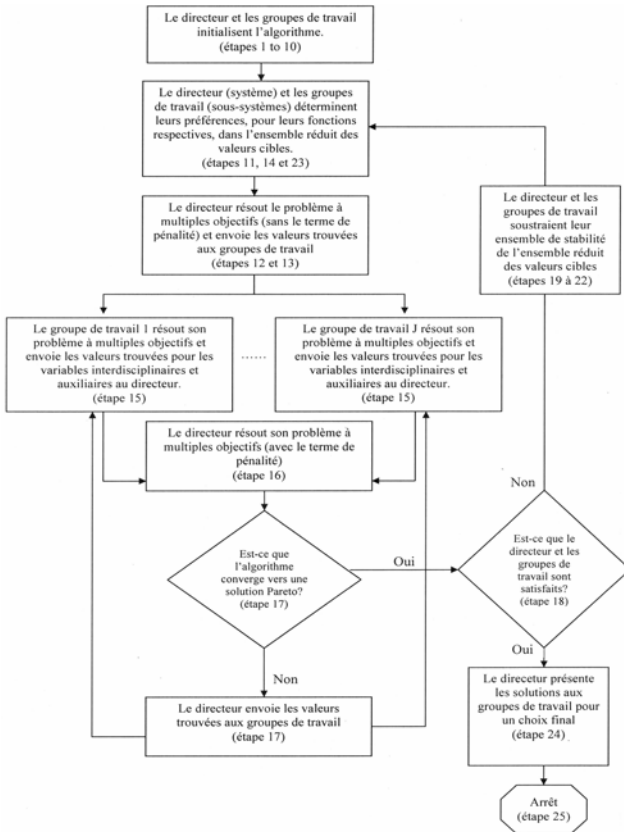 Le directeur et les groupes de travail
initialisent l'algorithme.
(étapes 1 to 10)
Le directeur (système) et les groupes
de travail (sous-systèmes) déterminent
leurs préférences, pour leurs fonctions
respectives, dans l'ensemble réduit des
valeurs cibles.
(étapes 11, 14 et 23)
Le directeur résout le problème à
multiples objectifs (sans le terme de
pénalité) et envoie les valeurs trouvées
aux groupes de travail
(étapes 12 et 13)
Le directeur et les
groupes de travail
soustraient leur
ensemble de stabilité
de l'ensemble réduit
des valeurs cibles
(étapes 19 à 22)
Le groupe de travail 1 résout son
problème à multiples objectifs et
envoie les valeurs trouvées pour les
variables interdisciplinaires et
auxiliaires au directeur.
(étape 15)
......
Le groupe de travail J résout son
problème à multiples objectifs et
envoie les valeurs trouvées pour les
variables interdisciplinaires et
auxiliaires au directeur.
(étape 15)
Le directeur résout son problème à
multiples objectifs (avec le terme de
pénalité)
(étape 16)
Est-ce que
l'algorithme
converge vers une
solution Pareto?
(étape 17)
Oui
Non
Est-ce que le
directeur et les
groupes de
travail sont
satisfaits?
(étape 18)
Oui
Non
Le directeur envoie les valeurs
trouvées aux groupes de travail
(étape 17)
Le direcetur présente
les solutions aux
groupes de travail pour
un choix final
(étape 24)
Arrêt
(étape 25)